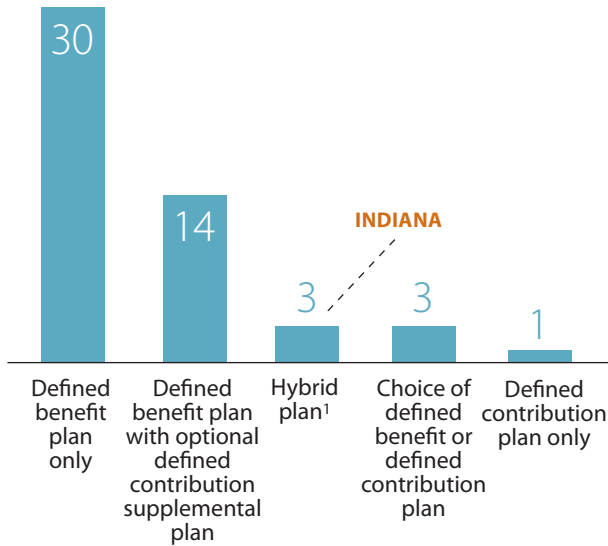 30
14
INDIANA
3
3
1
Defined
benefit
plan
only
Defined
benefit plan
with optional
defined
contribution
supplemental
plan
Hybrid
plan¹
Choice of
defined
benefit or
defined
contribution
plan
Defined
contribution
plan only